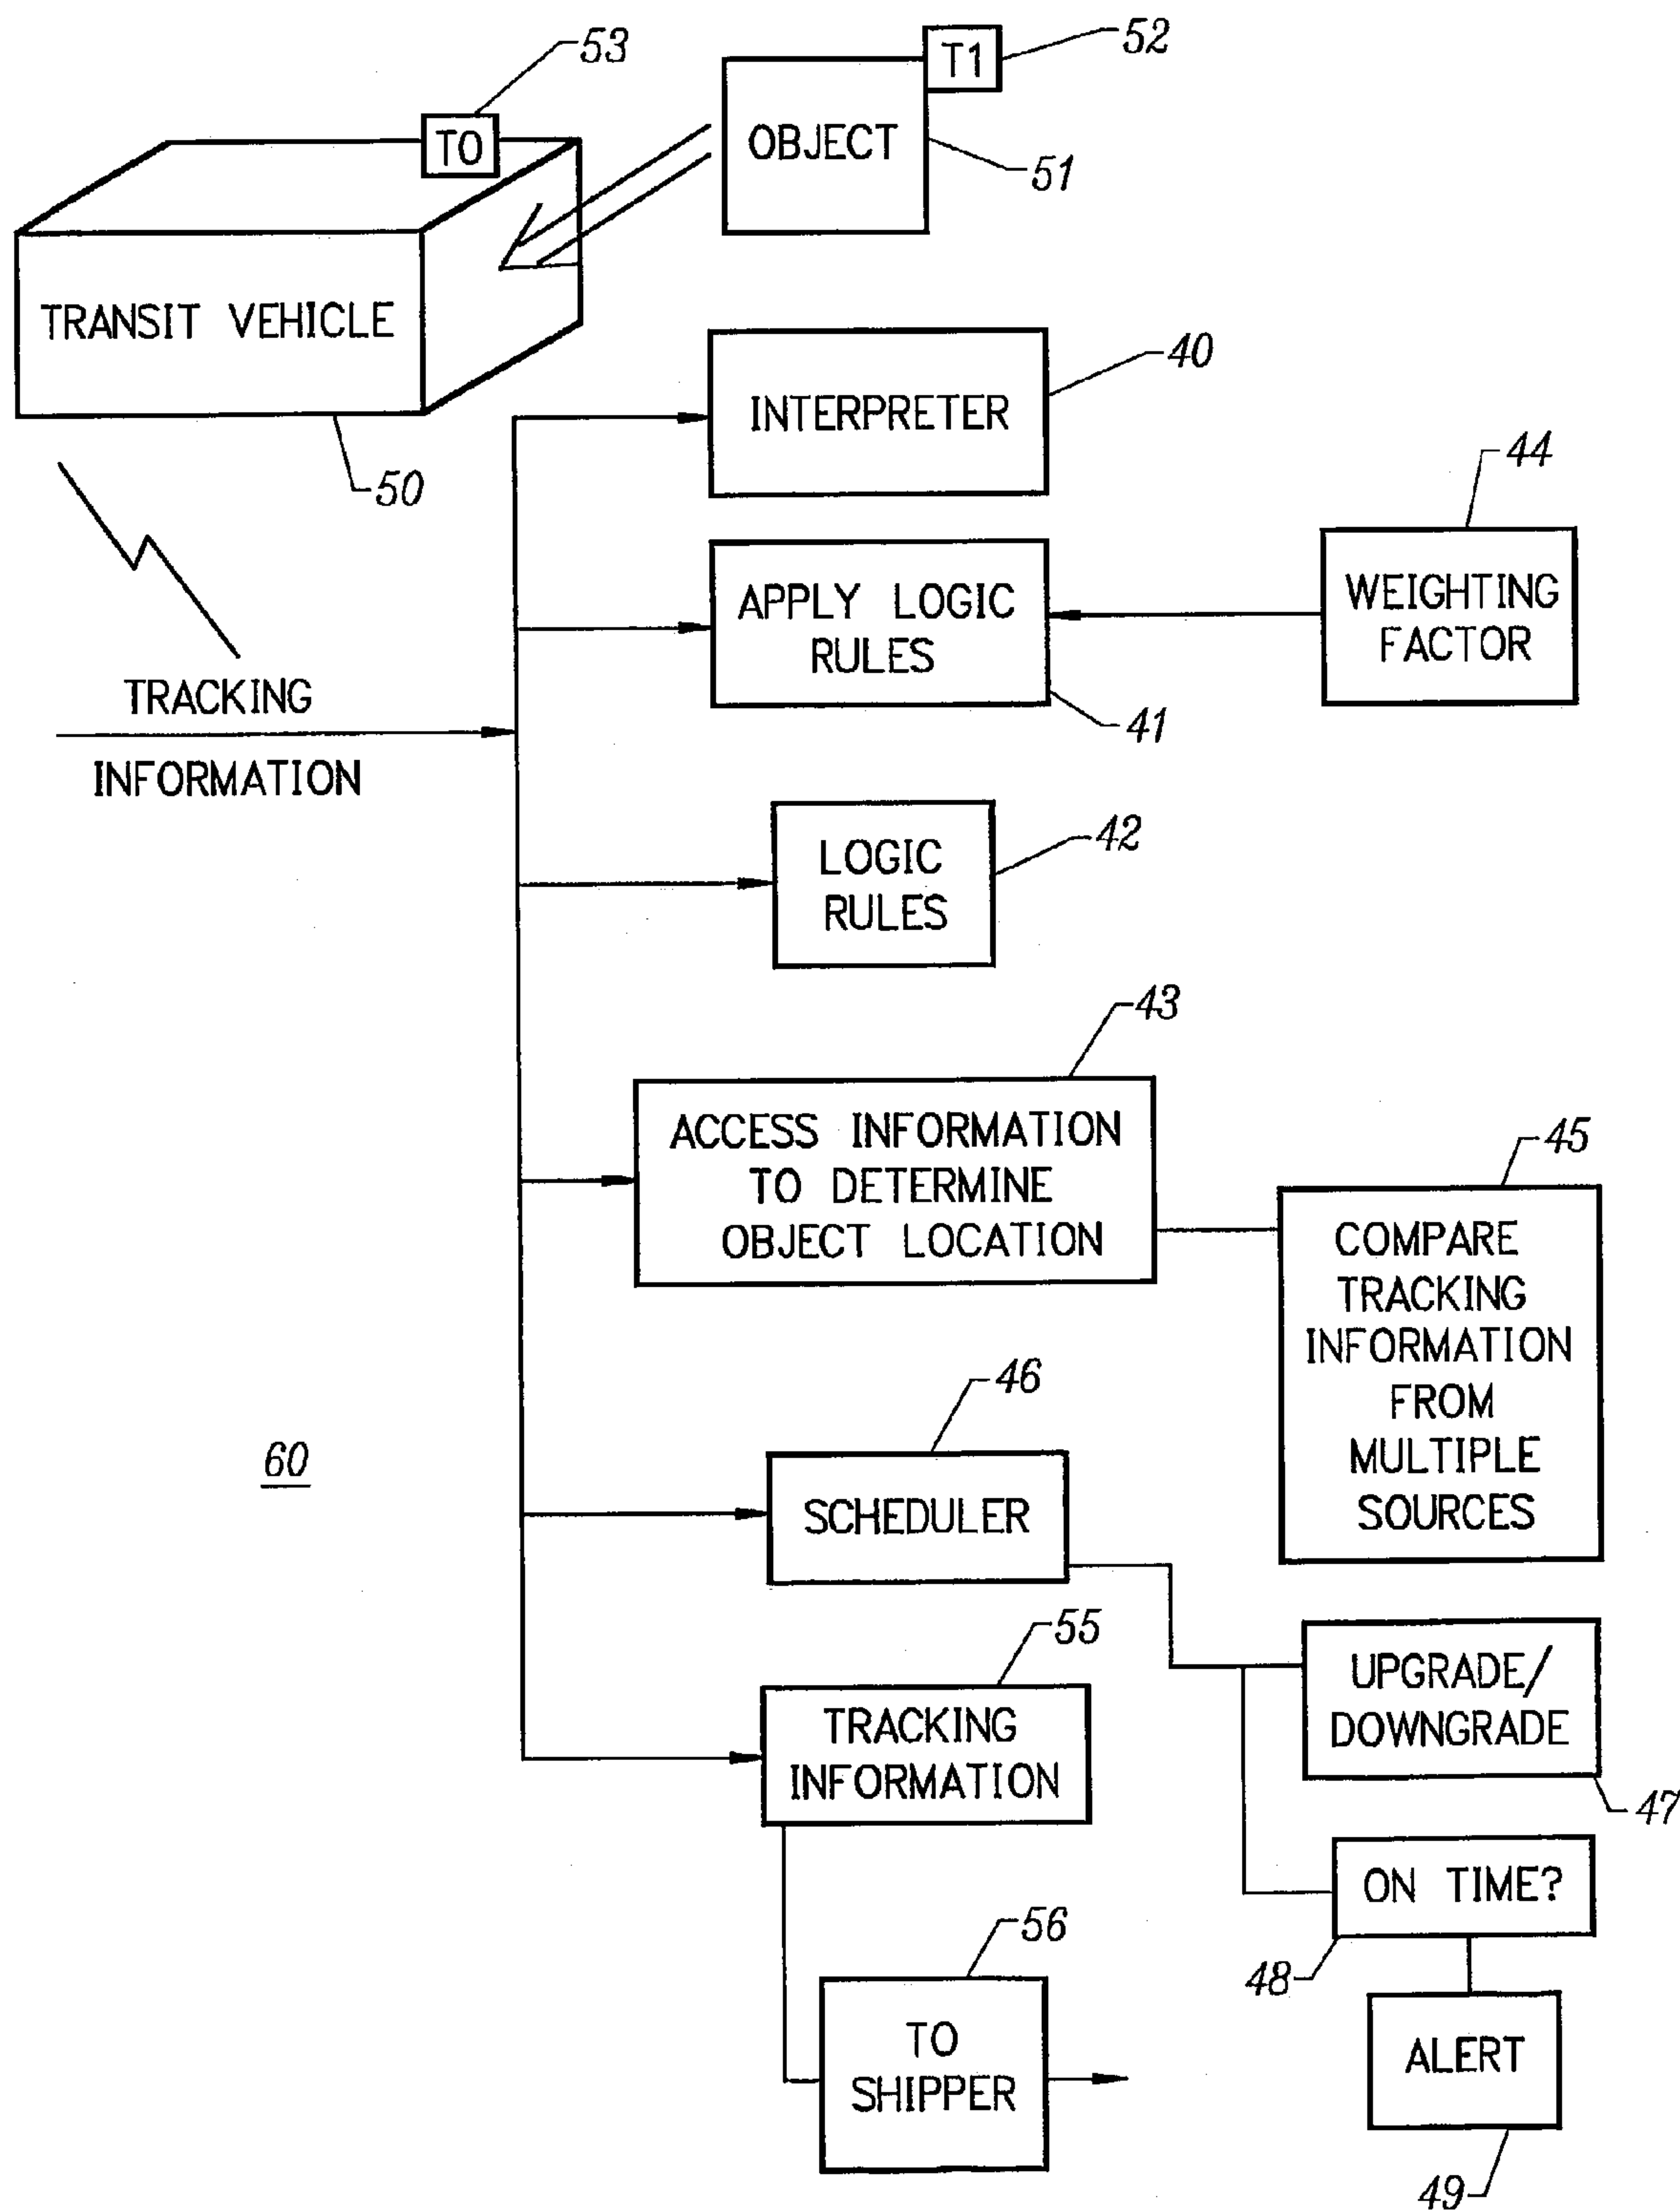 53
T1
52
T0
OBJECT
51
TRANSIT VEHICLE
50
40
INTERPRETER
44
APPLY LOGIC
RULES
41
WEIGHTING
FACTOR
TRACKING
INFORMATION
LOGIC
RULES
42
43
ACCESS INFORMATION
TO DETERMINE
OBJECT LOCATION
45
COMPARE
TRACKING
INFORMATION
FROM
MULTIPLE
SOURCES
46
60
SCHEDULER
55
TRACKING
INFORMATION
UPGRADE/
DOWNGRADE
47
ON TIME?
48
56
TO
SHIPPER
ALERT
49